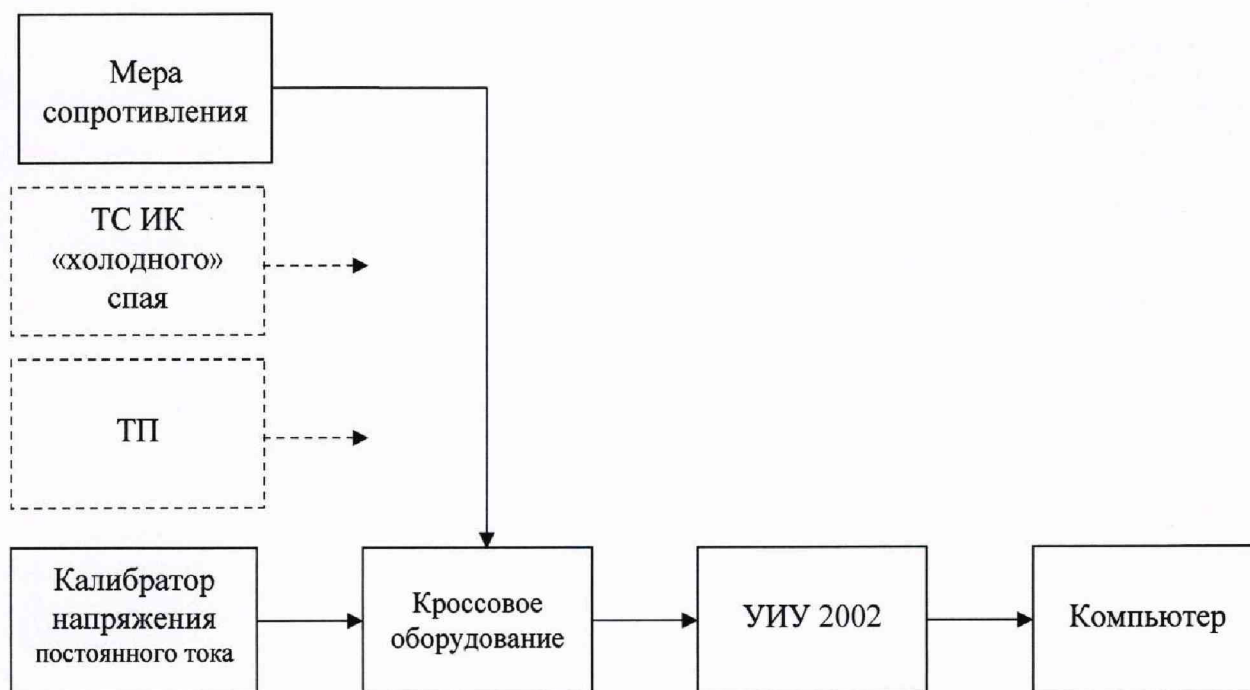 Мера
сопротивления
ТС ИК
«холодного»
спая
ТП
Калибратор
напряжения
постоянного тока
Кроссовое
оборудование
УИУ 2002
Компьютер